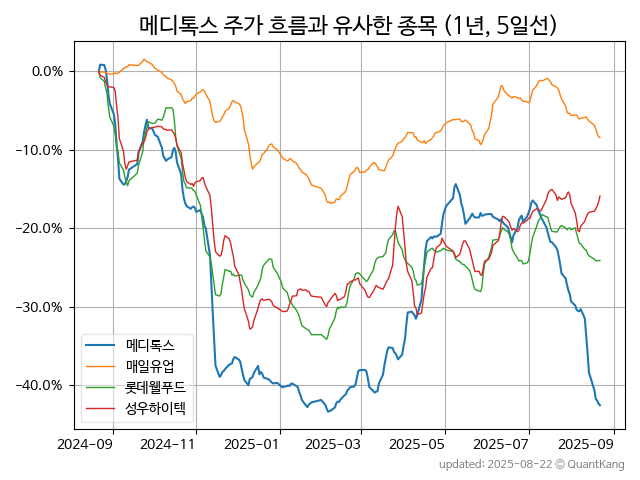 메디톡스 주가 흐름과 유사한 종목 (1년, 5일선)
0.0%
−10.0%
−20.0%
−30.0%
−40.0%
메디톡스
매일유업
롯데웰푸드
성우하이텍
2024−09
2024−11
2025−01
2025−03
2025−05
2025−07
2025−09
updated: 2025−08−22 © QuantKang